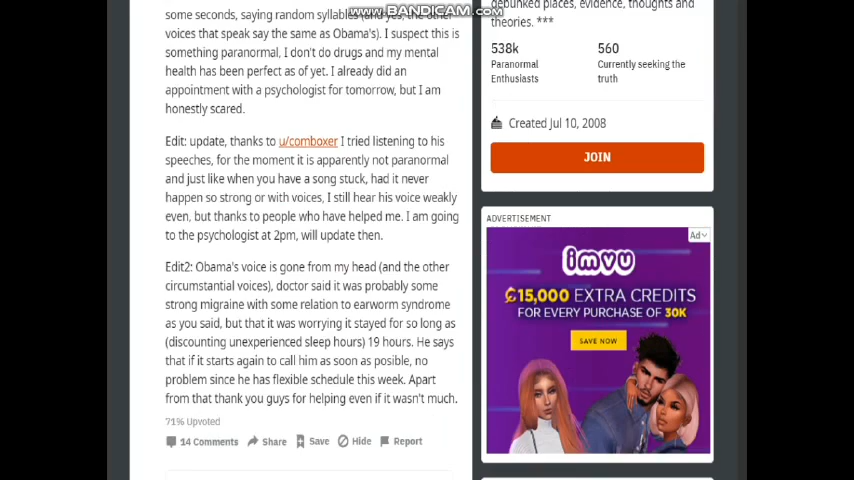 www.BANDICAM.com
some seconds, saying random syllables (and yes, the other
voices that speak say the same as Obama's). I suspect this is
something paranormal, I don't do drugs and my mental
health has been perfect as of yet. I already did an
appointment with a psychologist for tomorrow, but I am
honestly scared.
Edit: update, thanks to u/comboxer I tried listening to his
speeches, for the moment it is apparently not paranormal
and just like when you have a song stuck, had it never
happen so strong or with voices, I still hear his voice weakly
even, but thanks to people who have helped me. I am going
to the psychologist at 2pm, will update then.
Edit2: Obama's voice is gone from my head (and the other
circumstantial voices), doctor said it was probably some
strong migraine with some relation to earworm syndrome
as you said, but that it was worrying it stayed for so long as
(discounting unexperienced sleep hours) 19 hours. He says
that if it starts again to call him as soon as posible, no
problem since he has flexible schedule this week. Apart
from that thank you guys for helping even if it wasn't much.
71% Upvoted
14 Comments Share Save Hide Report
debunked places, evidence, thoughts and
theories. ***
538k 560
Paranormal Currently seeking the
Enthusiasts truth
Created Jul 10, 2008
JOIN
ADVERTISEMENT
Ad
imvu
15,000 EXTRA CREDITS
FOR EVERY PURCHASE OF 30K
SAVE NOW